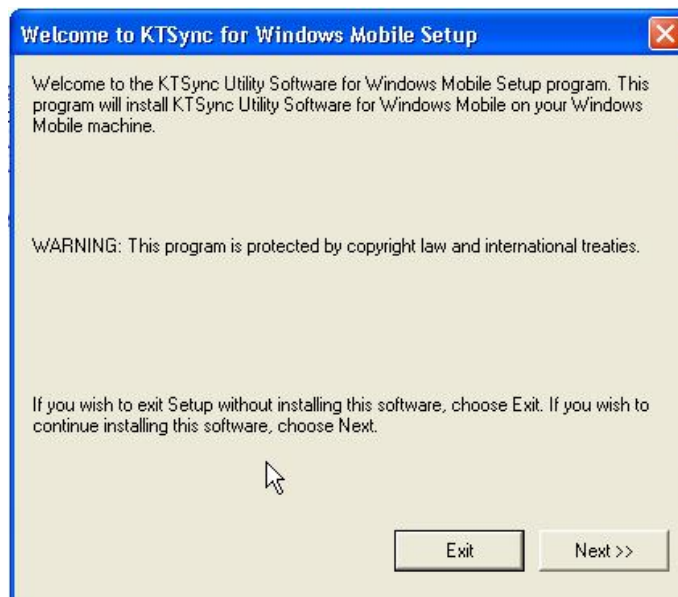 Welcome to KTSync for Windows Mobile Setup
Welcome to the KTSync Utility Software for Windows Mobile Setup program. This
program will install KTSync Utility Software for Windows Mobile on your Windows
Mobile machine.
WARNING: This program is protected by copyright law and international treaties.
If you wish to exit Setup without installing this software, choose Exit. If you wish to
continue installing this software, choose Next.
Exit
Next >>